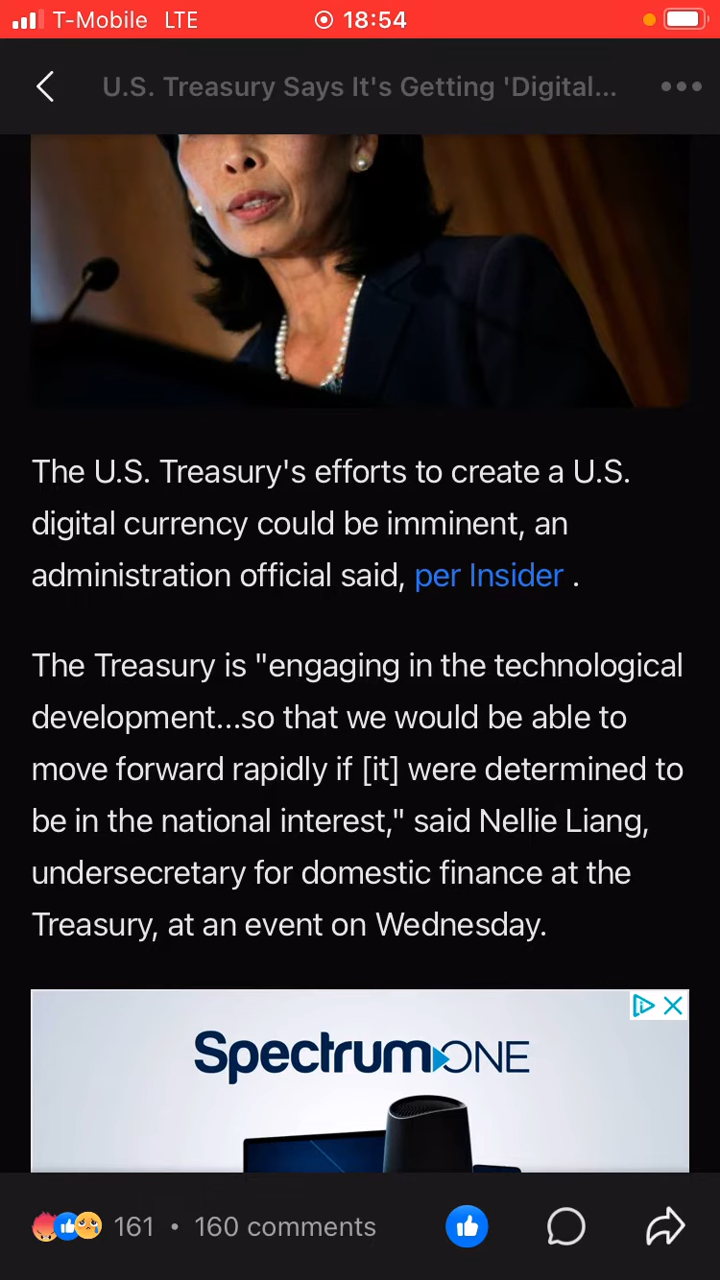 T-Mobile LTE 18:54
U.S. Treasury Says It's Getting 'Digital...
The U.S. Treasury's efforts to create a U.S.
digital currency could be imminent, an
administration official said, per Insider .
The Treasury is "engaging in the technological
development...so that we would be able to
move forward rapidly if [it] were determined to
be in the national interest," said Nellie Liang,
undersecretary for domestic finance at the
Treasury, at an event on Wednesday.
Spectrum ONE
161 • 160 comments